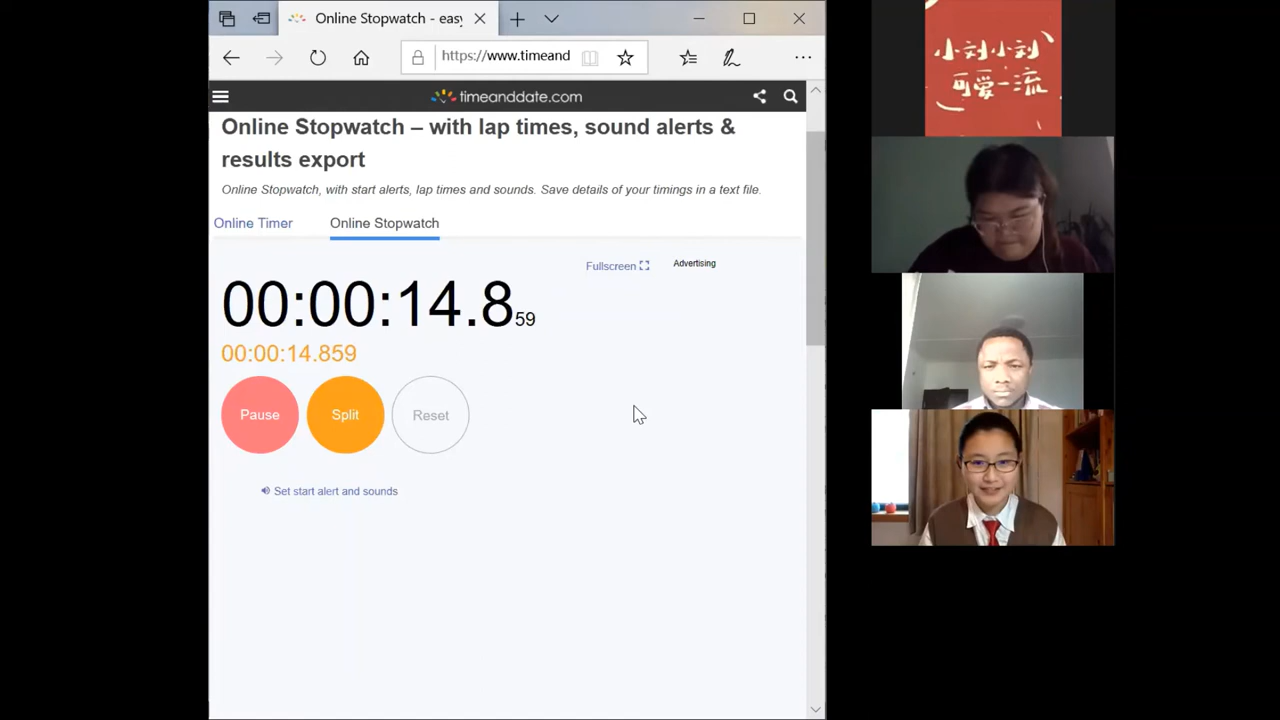 Online Stopwatch - easy
https://www.timeand
timeanddate.com
Online Stopwatch – with lap times, sound alerts &
results export
Online Stopwatch, with start alerts, lap times and sounds. Save details of your timings in a text file.
Online Timer
Online Stopwatch
Fullscreen
Advertising
00:00:14.859
00:00:14.859
Pause
Split
Reset
Set start alert and sounds
小刘小刘
可爱一流